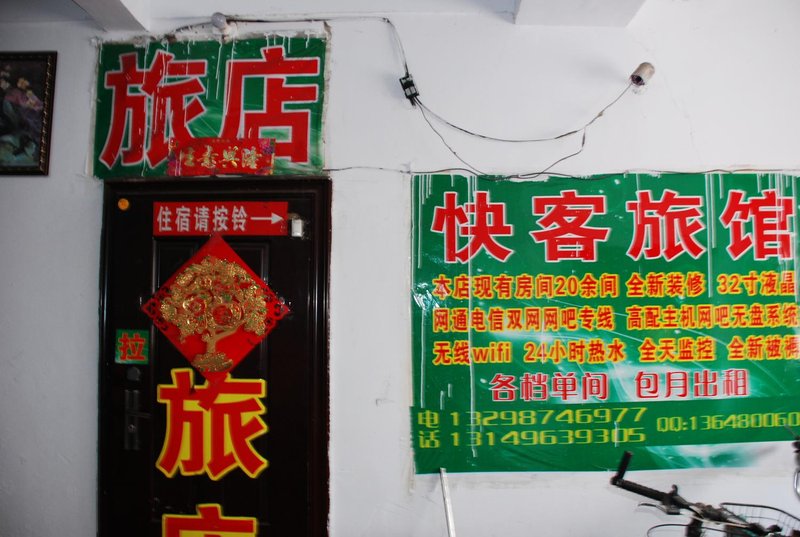 旅店
生意兴隆
住宿请按铃
拉
旅
店
快客旅馆
本店现有房间20余间 全新装修 32寸液晶
网通电信双网网吧专线 高配主机网吧无盘系统
无线wifi 24小时热水 全天监控 全新被褥
各档单间 包月出租
电话 13298746977
13149639305
QQ:136480060